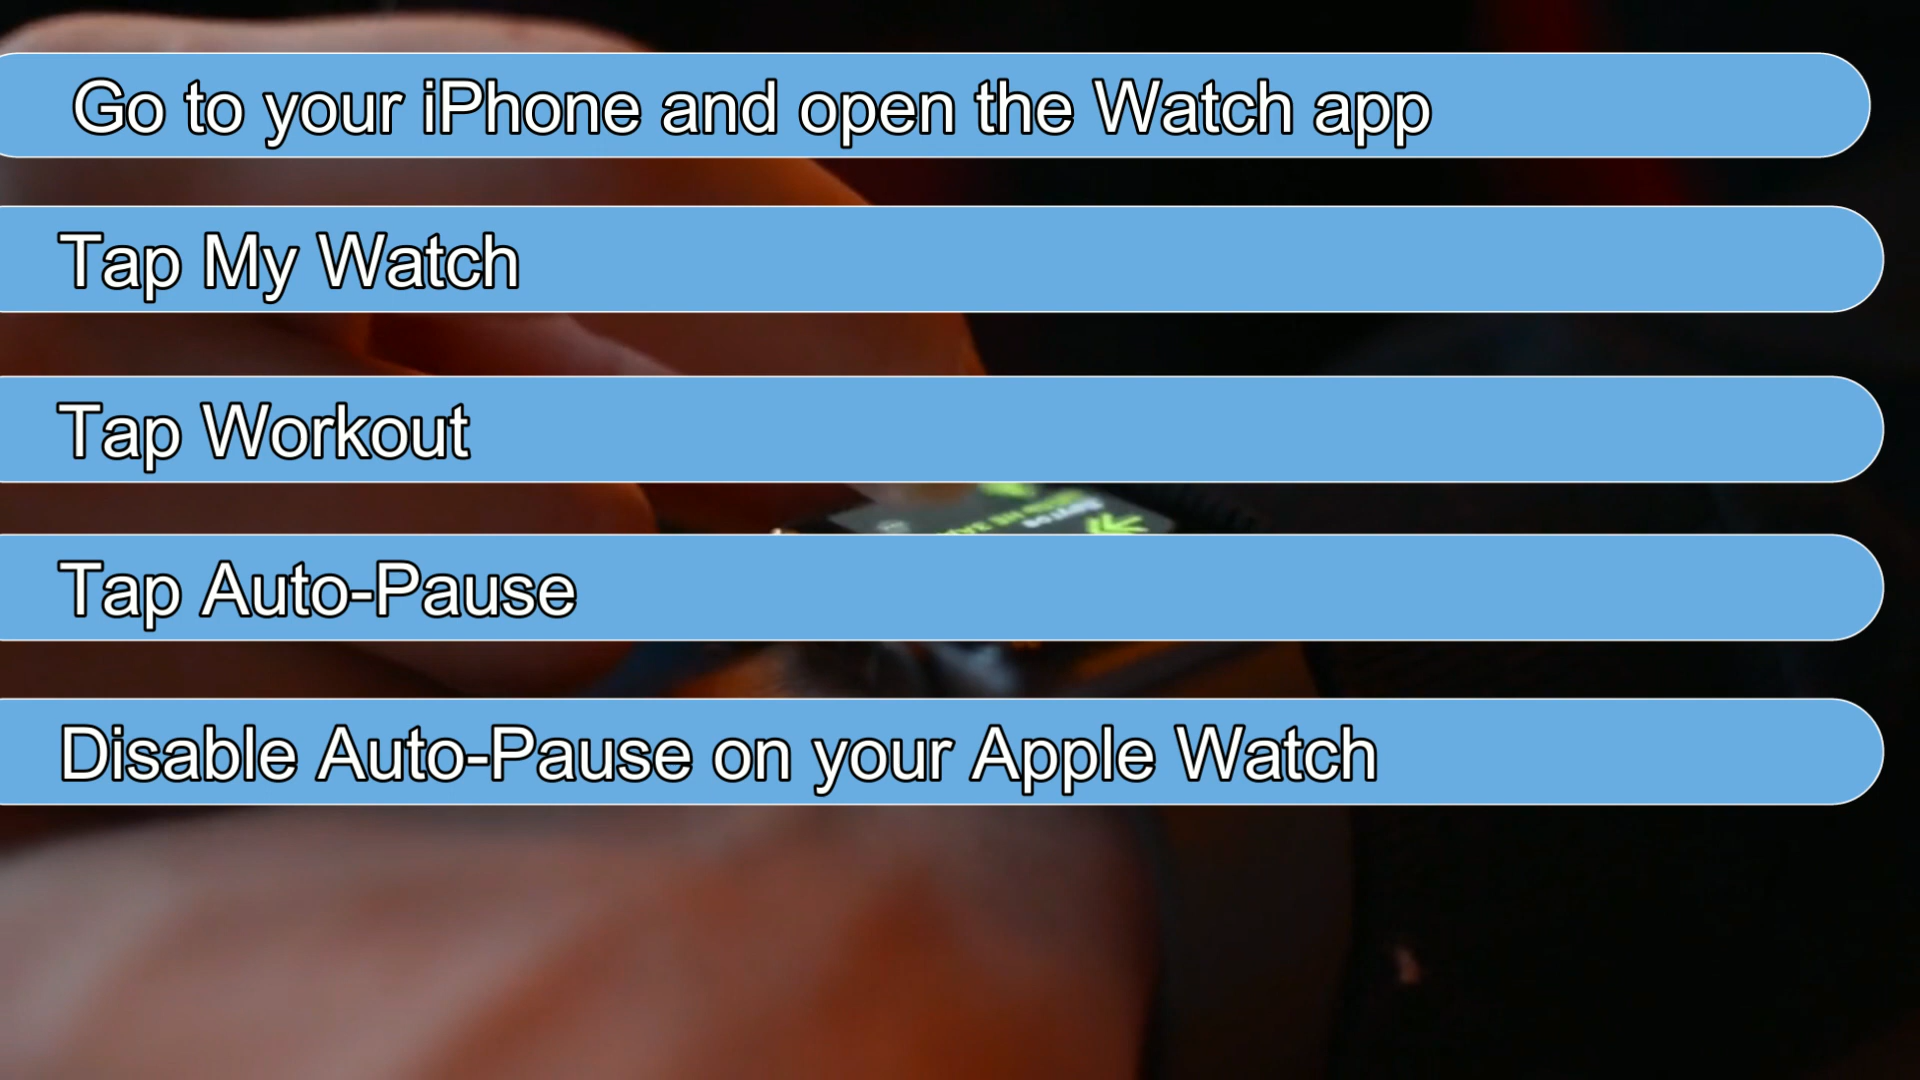 Go to your iPhone and open the Watch app
Tap My Watch
Tap Workout
Tap Auto-Pause
Disable Auto-Pause on your Apple Watch